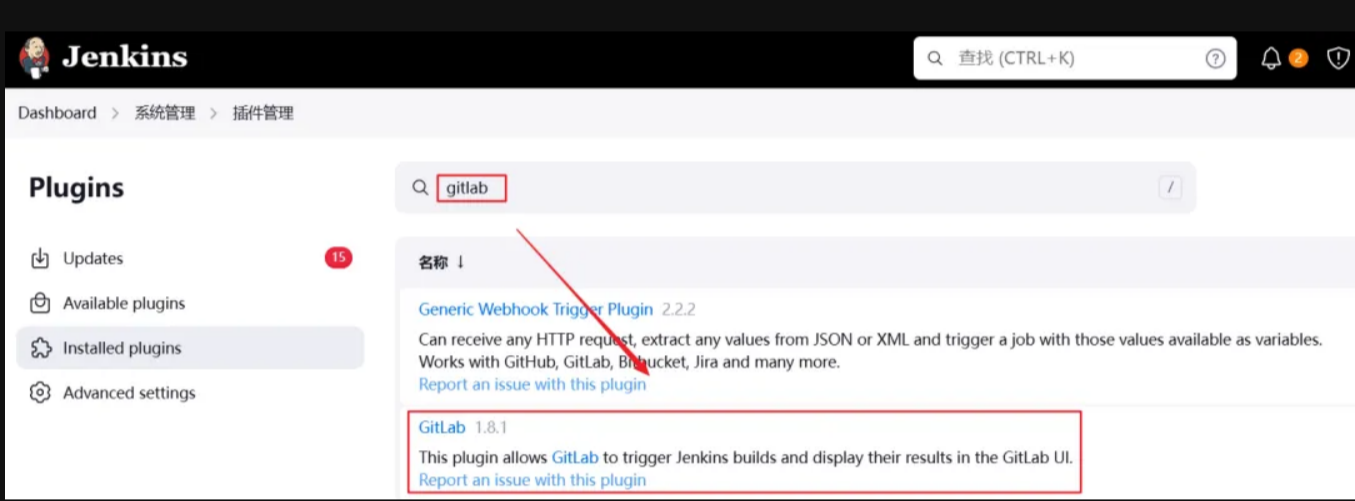 Jenkins
查找 (CTRL+K)
2
Dashboard > 系统管理 > 插件管理
Plugins
gitlab
/
Updates 15
Available plugins
Installed plugins
Advanced settings
名称 ↓
Generic Webhook Trigger Plugin 2.2.2
Can receive any HTTP request, extract any values from JSON or XML and trigger a job with those values available as variables.
Works with GitHub, GitLab, Bitbucket, Jira and many more.
Report an issue with this plugin
GitLab 1.8.1
This plugin allows GitLab to trigger Jenkins builds and display their results in the GitLab UI.
Report an issue with this plugin